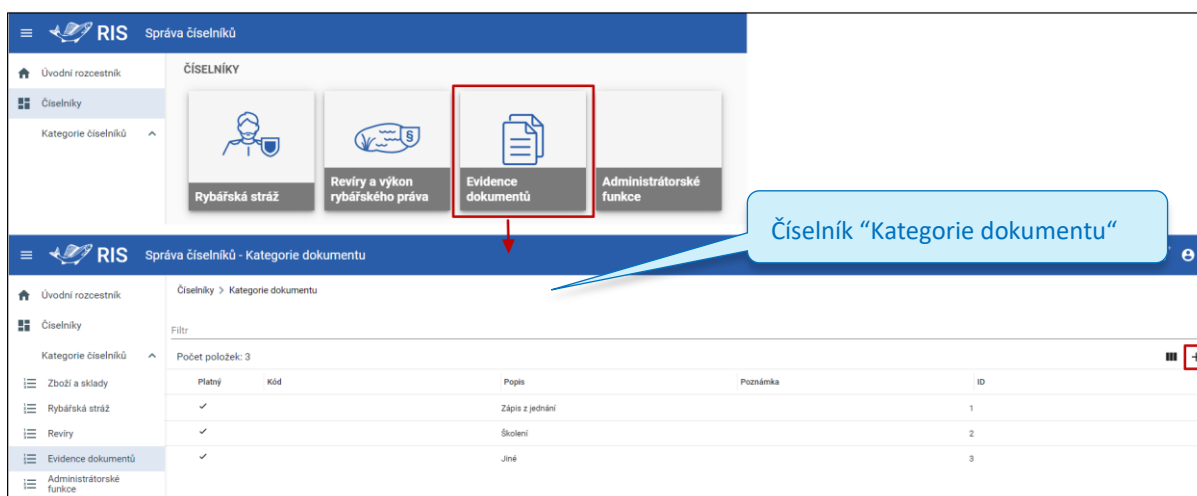 RIS Správa číselníků
Úvodní rozcestník
Číselníky
Kategorie číselníků
ČÍSELNÍKY
Rybářská stráž
Revíry a výkon
rybářského práva
§
Evidence
dokumentů
Administrátorské
funkce
Číselník “Kategorie dokumentu“
RIS Správa číselníků - Kategorie dokumentu
Úvodní rozcestník
Číselníky
Kategorie číselníků
Zboží a sklady
Rybářská stráž
Revíry
Evidence dokumentů
Administrátorské
funkce
Číselníky > Kategorie dokumentu
Filtr
Počet položek: 3
Platný Kód Popis Poznámka ID
Zápis z jednání 1
Školení 2
Jiné 3